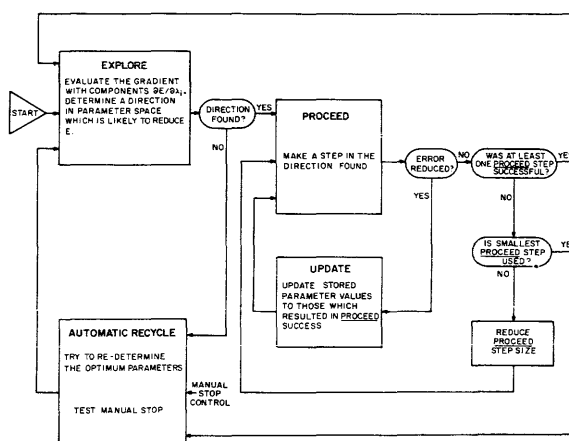 EXPLORE
EVALUATE THE GRADIENT
WITH COMPONENTS ∂E/∂λi.
DETERMINE A DIRECTION
IN PARAMETER SPACE
WHICH IS LIKELY TO REDUCE
E.
START
DIRECTION
FOUND?
YES
NO
PROCEED
MAKE A STEP IN THE
DIRECTION FOUND
ERROR
REDUCED?
NO
YES
WAS AT LEAST
ONE PROCEED STEP
SUCCESSFUL?
YES
NO
IS SMALLEST
PROCEED STEP
USED?
YES
NO
REDUCE
PROCEED
STEP SIZE
UPDATE
UPDATE STORED
PARAMETER VALUES
TO THOSE WHICH
RESULTED IN PROCEED
SUCCESS
AUTOMATIC RECYCLE
TRY TO RE-DETERMINE
THE OPTIMUM PARAMETERS
TEST MANUAL STOP
MANUAL
STOP
CONTROL